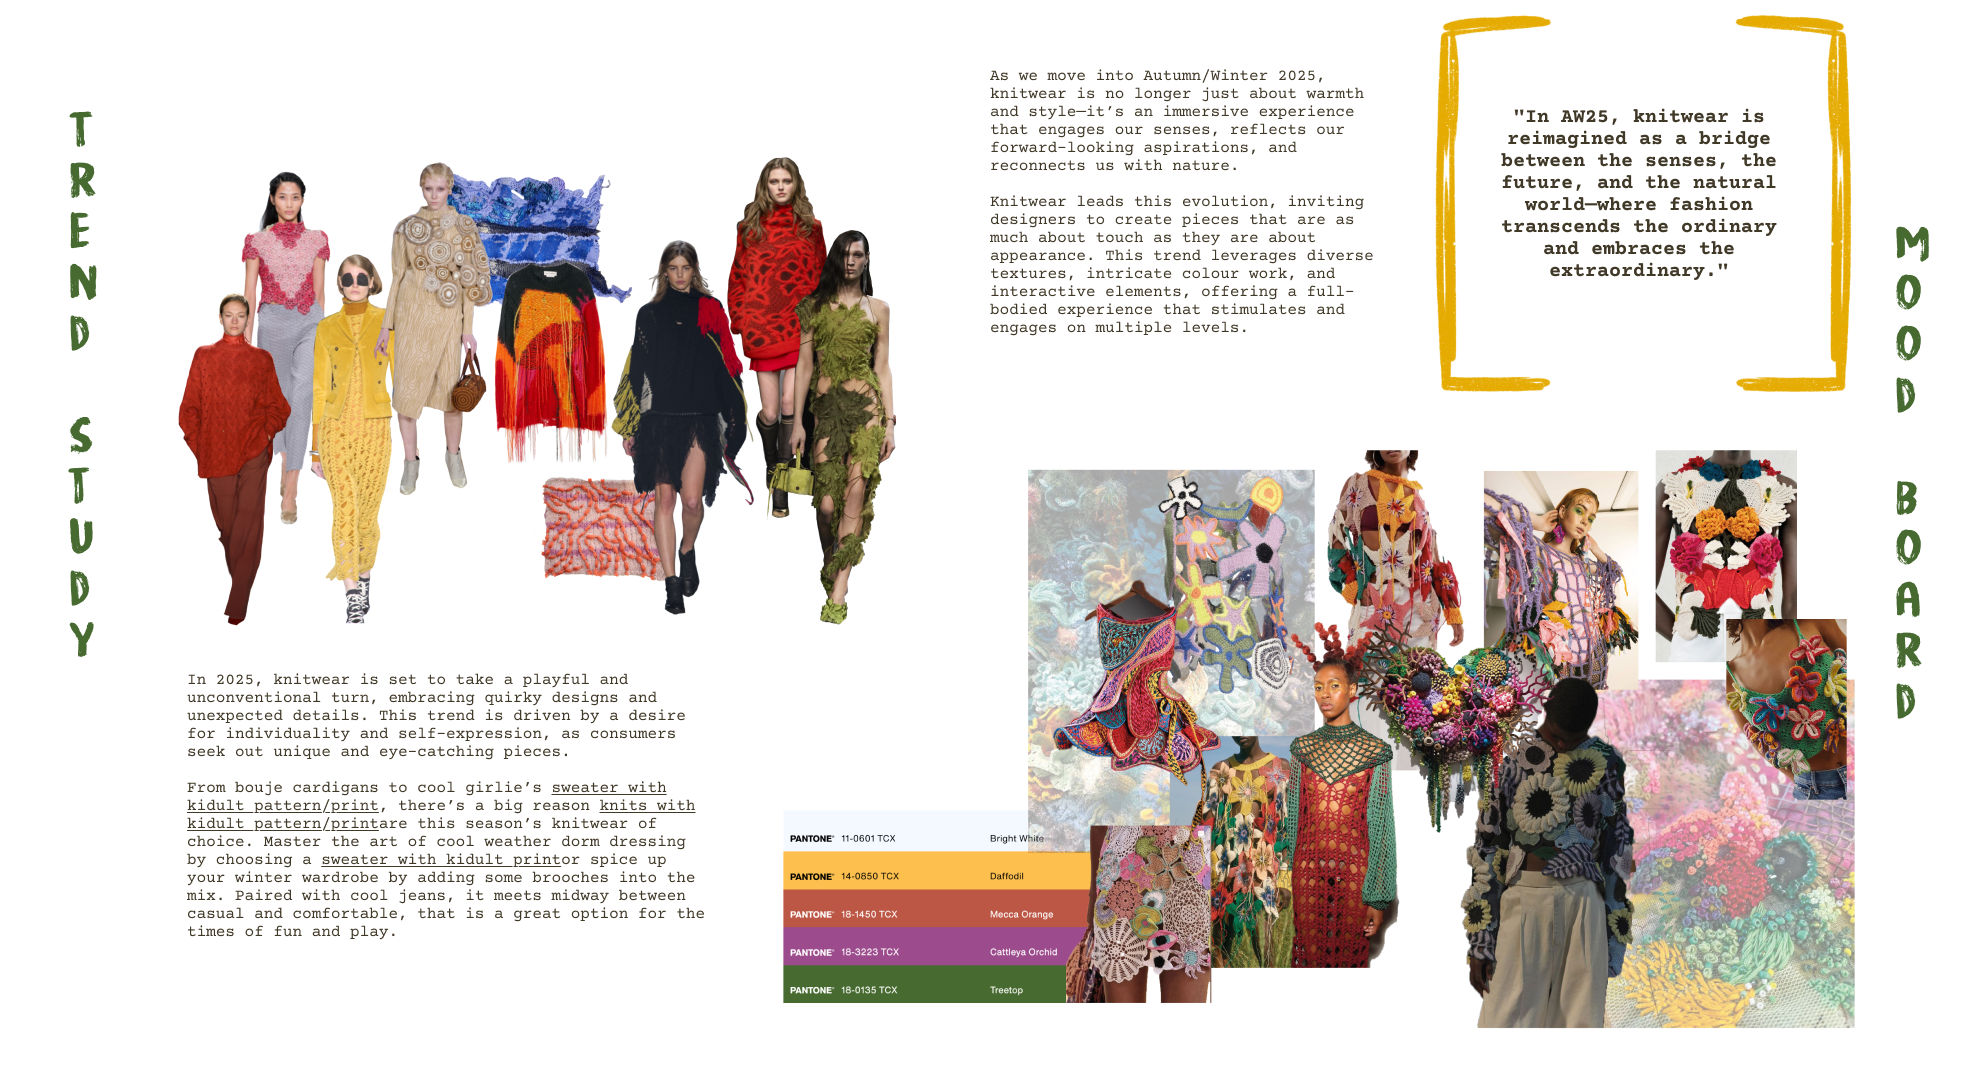 TREND STUDY
In 2025, knitwear is set to take a playful and
unconventional turn, embracing quirky designs and
unexpected details. This trend is driven by a desire
for individuality and self-expression, as consumers
seek out unique and eye-catching pieces.
From bouje cardigans to cool girlie’s sweater with
kidult pattern/print, there’s a big reason knits with
kidult pattern/printare this season’s knitwear of
choice. Master the art of cool weather dorm dressing
by choosing a sweater with kidult printor spice up
your winter wardrobe by adding some brooches into the
mix. Paired with cool jeans, it meets midway between
casual and comfortable, that is a great option for the
times of fun and play.
As we move into Autumn/Winter 2025,
knitwear is no longer just about warmth
and style—it’s an immersive experience
that engages our senses, reflects our
forward-looking aspirations, and
reconnects us with nature.
Knitwear leads this evolution, inviting
designers to create pieces that are as
much about touch as they are about
appearance. This trend leverages diverse
textures, intricate colour work, and
interactive elements, offering a full-
bodied experience that stimulates and
engages on multiple levels.
"In AW25, knitwear is
reimagined as a bridge
between the senses, the
future, and the natural
world—where fashion
transcends the ordinary
and embraces the
extraordinary."
MOOD BOARD
PANTONE® 11-0601 TCX Bright White
PANTONE® 14-0850 TCX Daffodil
PANTONE® 18-1450 TCX Mecca Orange
PANTONE® 18-3223 TCX Cattleya Orchid
PANTONE® 18-0135 TCX Treetop